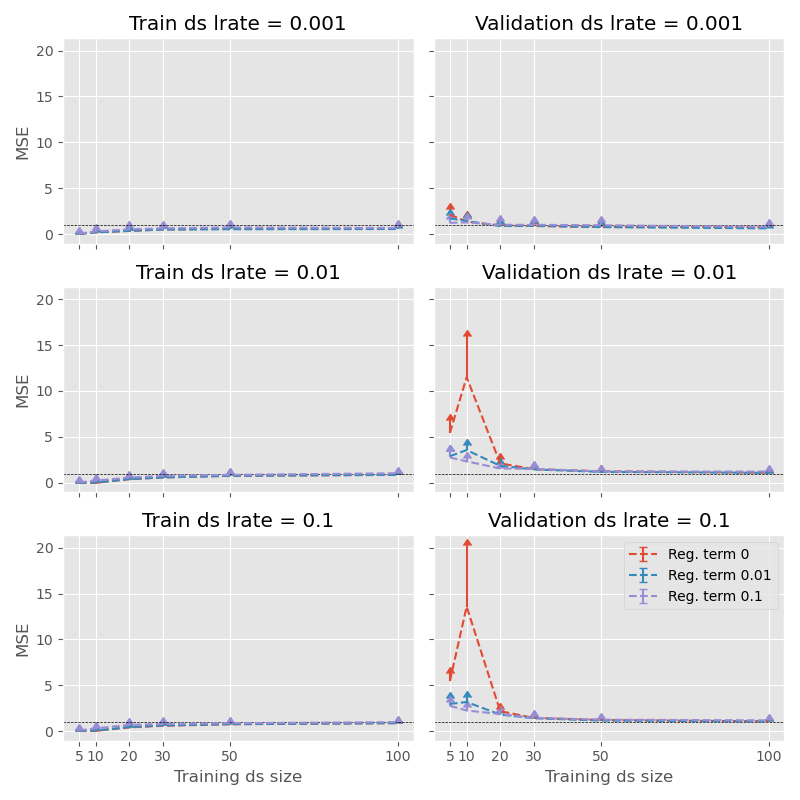 Train ds lrate = 0.001
Validation ds lrate = 0.001
20
15
10
5
0
MSE
Train ds lrate = 0.01
Validation ds lrate = 0.01
20
15
10
5
0
MSE
Train ds lrate = 0.1
Validation ds lrate = 0.1
20
15
10
5
0
MSE
Reg. term 0
Reg. term 0.01
Reg. term 0.1
5 10 20 30 50 100
Training ds size
5 10 20 30 50 100
Training ds size